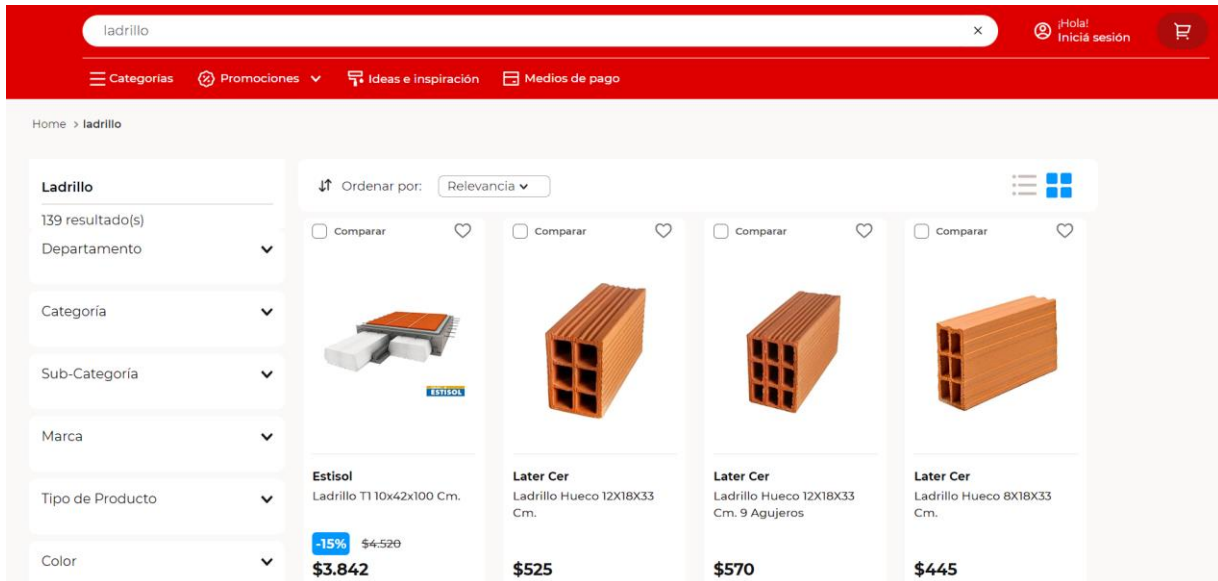 ladrillo
×
¡Hola!
Iniciá sesión
Categorías
Promociones
Ideas e inspiración
Medios de pago
Home > ladrillo
Ladrillo
139 resultado(s)
Departamento
Categoría
Sub-Categoría
Marca
Tipo de Producto
Color
Ordenar por:
Relevancia
Comparar
ESTISOL
Estisol
Ladrillo T1 10x42x100 Cm.
-15% $4.520
$3.842
Comparar
Later Cer
Ladrillo Hueco 12X18X33
Cm.
$525
Comparar
Later Cer
Ladrillo Hueco 12X18X33
Cm. 9 Agujeros
$570
Comparar
Later Cer
Ladrillo Hueco 8X18X33
Cm.
$445